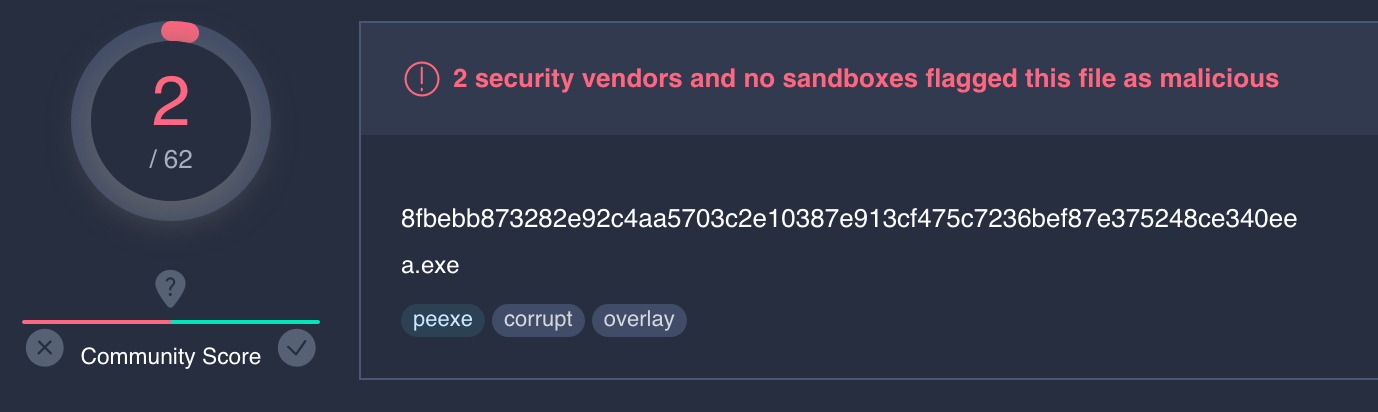 2
/ 62
?
Community Score
2 security vendors and no sandboxes flagged this file as malicious
8fbebb873282e92c4aa5703c2e10387e913cf475c7236bef87e375248ce340ee
a.exe
peexe corrupt overlay